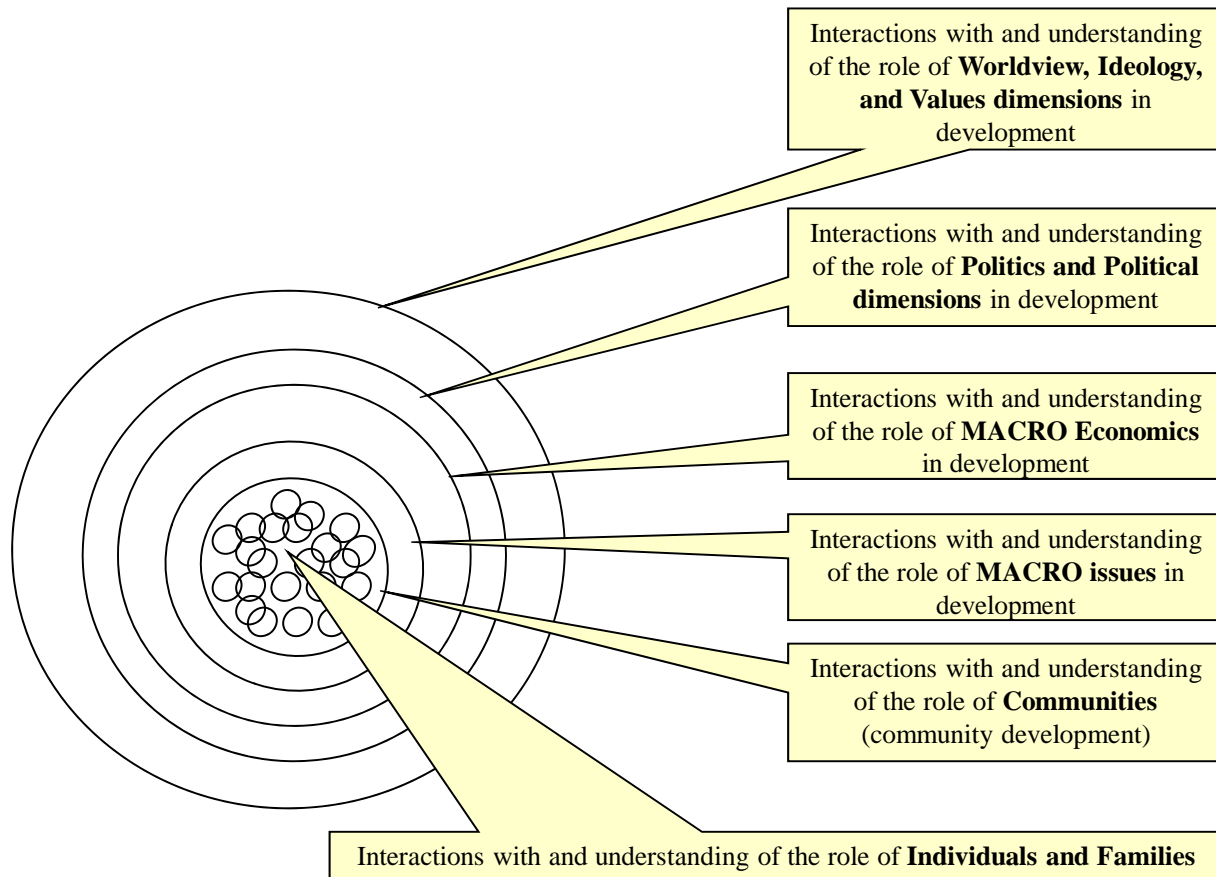 Interactions with and understanding
of the role of Worldview, Ideology,
and Values dimensions in
development
Interactions with and understanding
of the role of Politics and Political
dimensions in development
Interactions with and understanding
of the role of MACRO Economics
in development
Interactions with and understanding
of the role of MACRO issues in
development
Interactions with and understanding
of the role of Communities
(community development)
Interactions with and understanding of the role of Individuals and Families